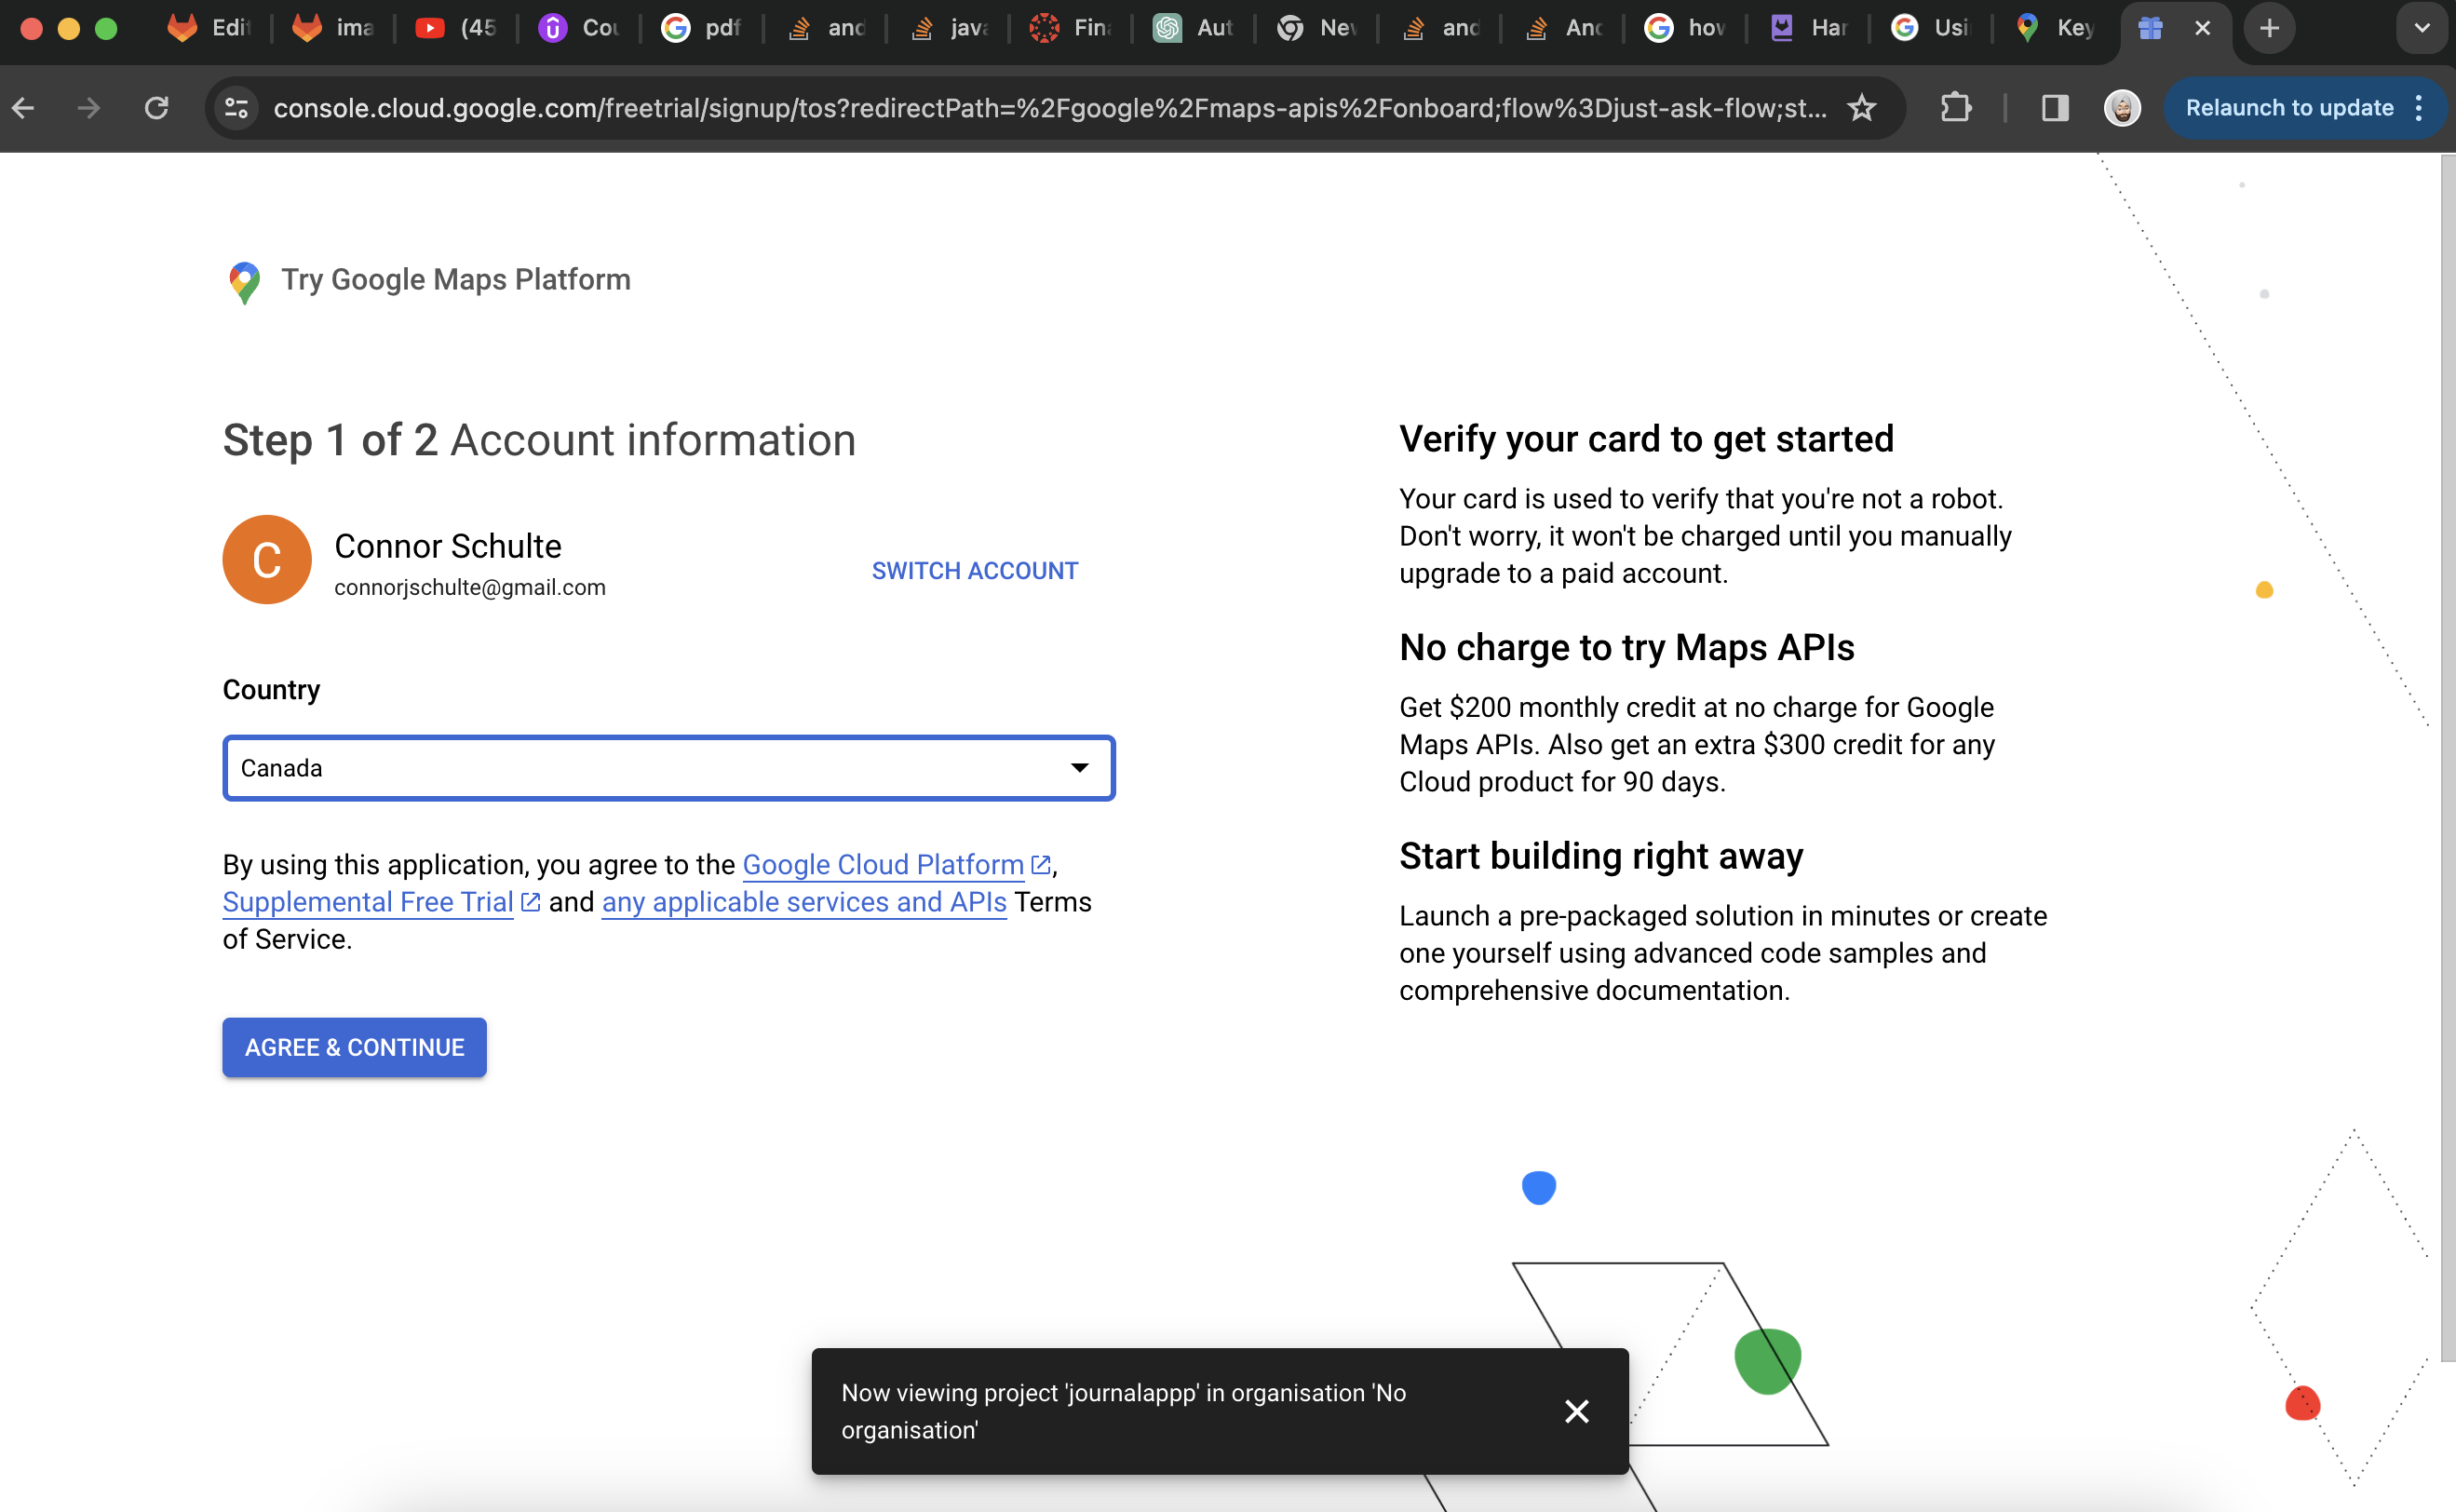 Edi
ima
(45
Cou
pdf
and
java
Fina
Aut
New
and
And
how
Har
Usi
Key
console.cloud.google.com/freetrial/signup/tos?redirectPath=%2Fgoogle%2Fmaps-apis%2Fonboard;flow%3Djust-ask-flow;st...
Relaunch to update
Try Google Maps Platform
Step 1 of 2 Account information
C
Connor Schulte
connorjschulte@gmail.com
SWITCH ACCOUNT
Country
Canada
By using this application, you agree to the Google Cloud Platform,
Supplemental Free Trial and any applicable services and APIs Terms
of Service.
AGREE & CONTINUE
Verify your card to get started
Your card is used to verify that you're not a robot.
Don't worry, it won't be charged until you manually
upgrade to a paid account.
No charge to try Maps APIs
Get $200 monthly credit at no charge for Google
Maps APIs. Also get an extra $300 credit for any
Cloud product for 90 days.
Start building right away
Launch a pre-packaged solution in minutes or create
one yourself using advanced code samples and
comprehensive documentation.
Now viewing project 'journalappp' in organisation 'No
organisation'